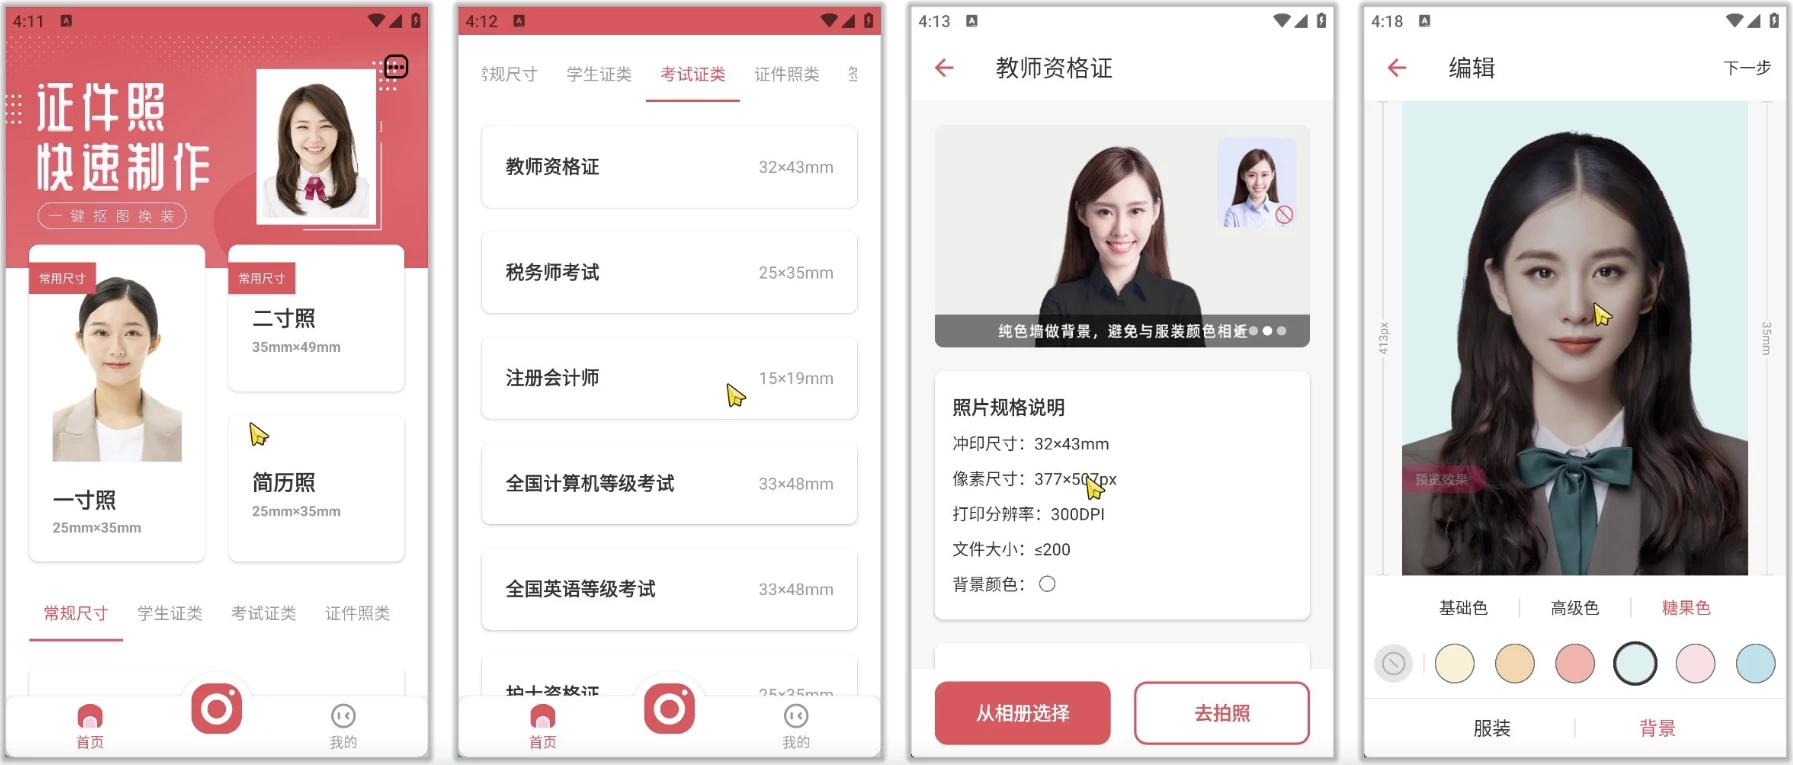 4:11
证件照
快速制作
一键抠图换装
常用尺寸
一寸照
25mm×35mm
常用尺寸
二寸照
35mm×49mm
简历照
25mm×35mm
常规尺寸 学生证类 考试证类 证件照类
首页
我的
4:12
常规尺寸 学生证类 考试证类 证件照类
教师资格证 32×43mm
税务师考试 25×35mm
注册会计师 15×19mm
全国计算机等级考试 33×48mm
全国英语等级考试 33×48mm
护士资格证 25×35mm
首页
我的
4:13
教师资格证
纯色墙做背景，避免与服装颜色相近
照片规格说明
冲印尺寸：32×43mm
像素尺寸：377×507px
打印分辨率：300DPI
文件大小：≤200
背景颜色：
从相册选择
去拍照
4:18
编辑
下一步
413px
35mm
预览效果
基础色 高级色 糖果色
服装 背景